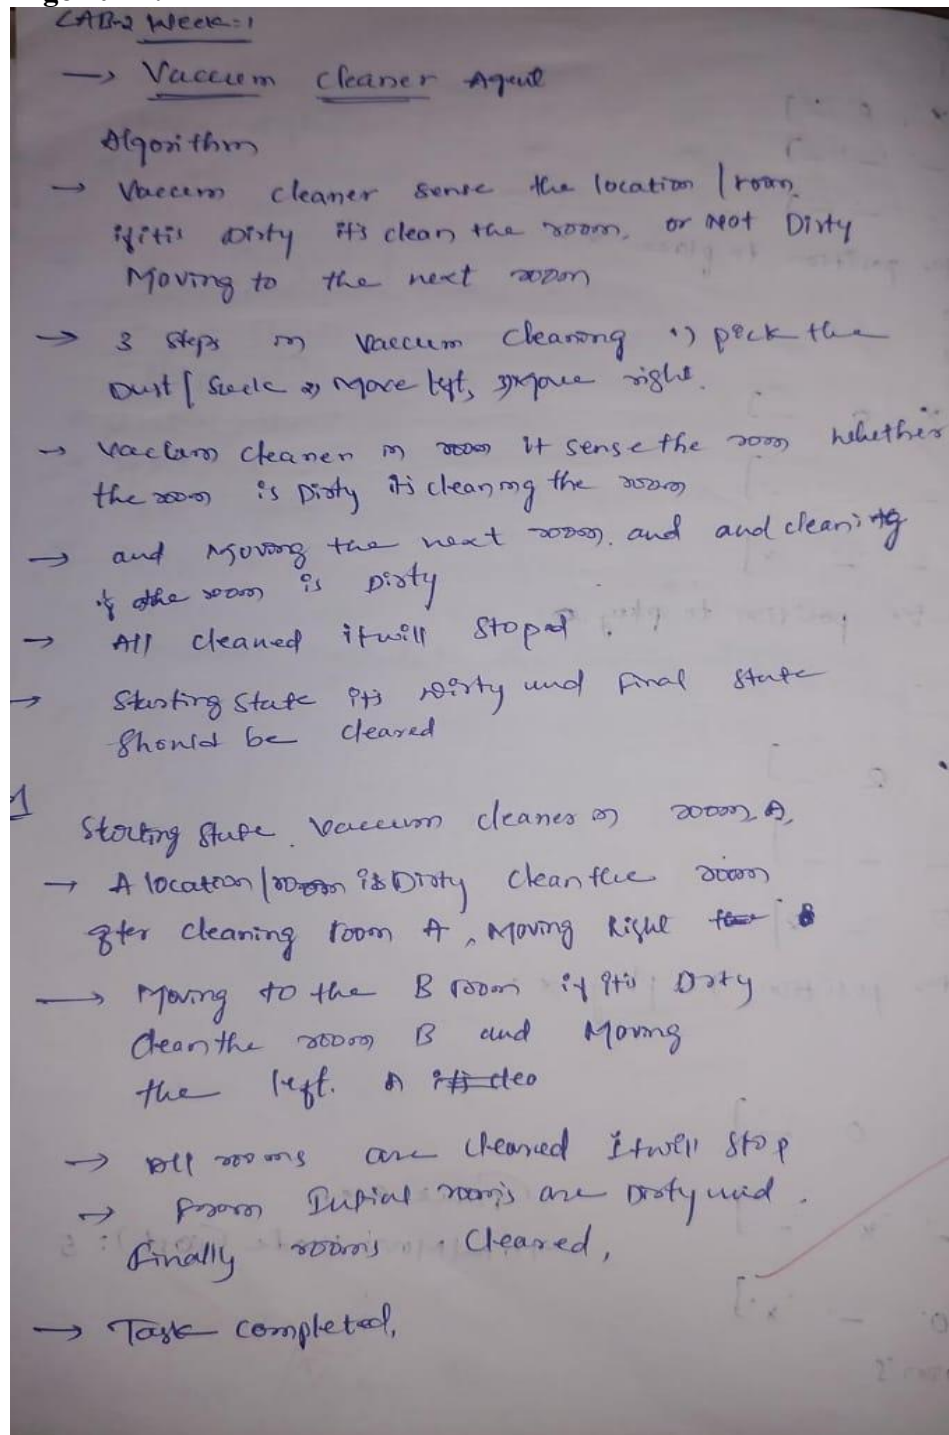 LAB-2 Week-1
→ Vaccum cleaner Agent
Algorithm
→ Vaccum cleaner sense the location / room
if it is Dirty it's clean the room, or Not Dirty
Moving to the next room
→ 3 steps in Vaccum cleaning 1) pick the
Dust / Suck 2) Move left, 3) Move right.
→ Vaccum cleaner in room it sense the room whether
the room is Dirty its cleaning the room
→ and Moving the next room. and and cleaning
if the room is Dirty
→ All cleaned it will stoped.
→ Starting state its Dirty and final state
should be cleared
Starting state. Vaccum cleaner in room A,
→ A location / room is Dirty clean the room
after cleaning room A, Moving Right
→ Moving to the B room if its Dirty
clean the room B and Moving
the left.
→ All rooms are cleaned It will stop
→ From Initial rooms are Dirty and.
finally rooms cleared,
→ Task completed,